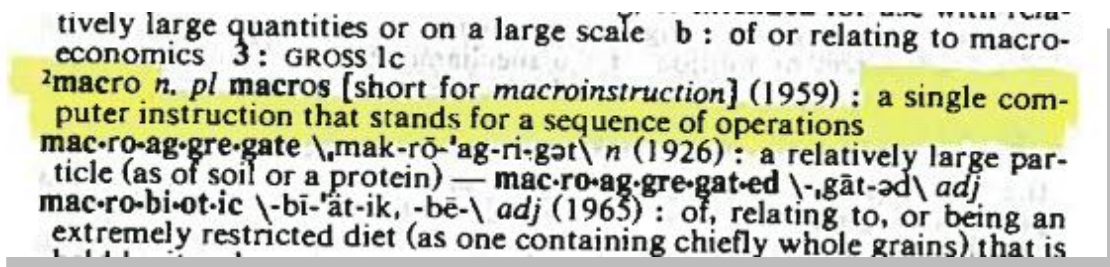 tively large quantities or on a large scale b : of or relating to macro-
economics 3 : GROSS 1c
²macro n, pl macros [short for macroinstruction] (1959) : a single com-
puter instruction that stands for a sequence of operations
mac·ro·ag·gre·gate \ˌmak-rō-ˈag-ri-gət\ n (1926) : a relatively large par-
ticle (as of soil or a protein) — mac·ro·ag·gre·gat·ed \-ˌgāt-əd\ adj
mac·ro·bi·ot·ic \-bī-ˈät-ik, -bē-\ adj (1965) : of, relating to, or being an
extremely restricted diet (as one containing chiefly whole grains) that is